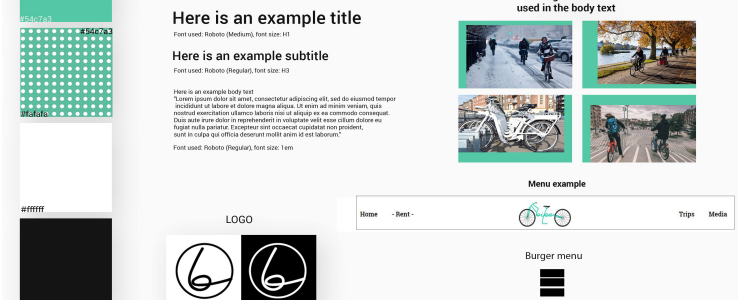 #54c7a3
#54c7a3
#fafafa
#ffffff
Here is an example title
Font used: Roboto (Medium), font size: H1
Here is an example subtitle
Font used: Roboto (Regular), font size: H3
Here is an example body text
"Lorem ipsum dolor sit amet, consectetur adipiscing elit, sed do eiusmod tempor
incididunt ut labore et dolore magna aliqua. Ut enim ad minim veniam, quis
nostrud exercitation ullamco laboris nisi ut aliquip ex ea commodo consequat.
Duis aute irure dolor in reprehenderit in voluptate velit esse cillum dolore eu
fugiat nulla pariatur. Excepteur sint occaecat cupidatat non proident,
sunt in culpa qui officia deserunt mollit anim id est laborum."
Font used: Roboto (Regular), font size: 1em
LOGO
used in the body text
Menu example
Home - Rent - Trips Media
Burger menu